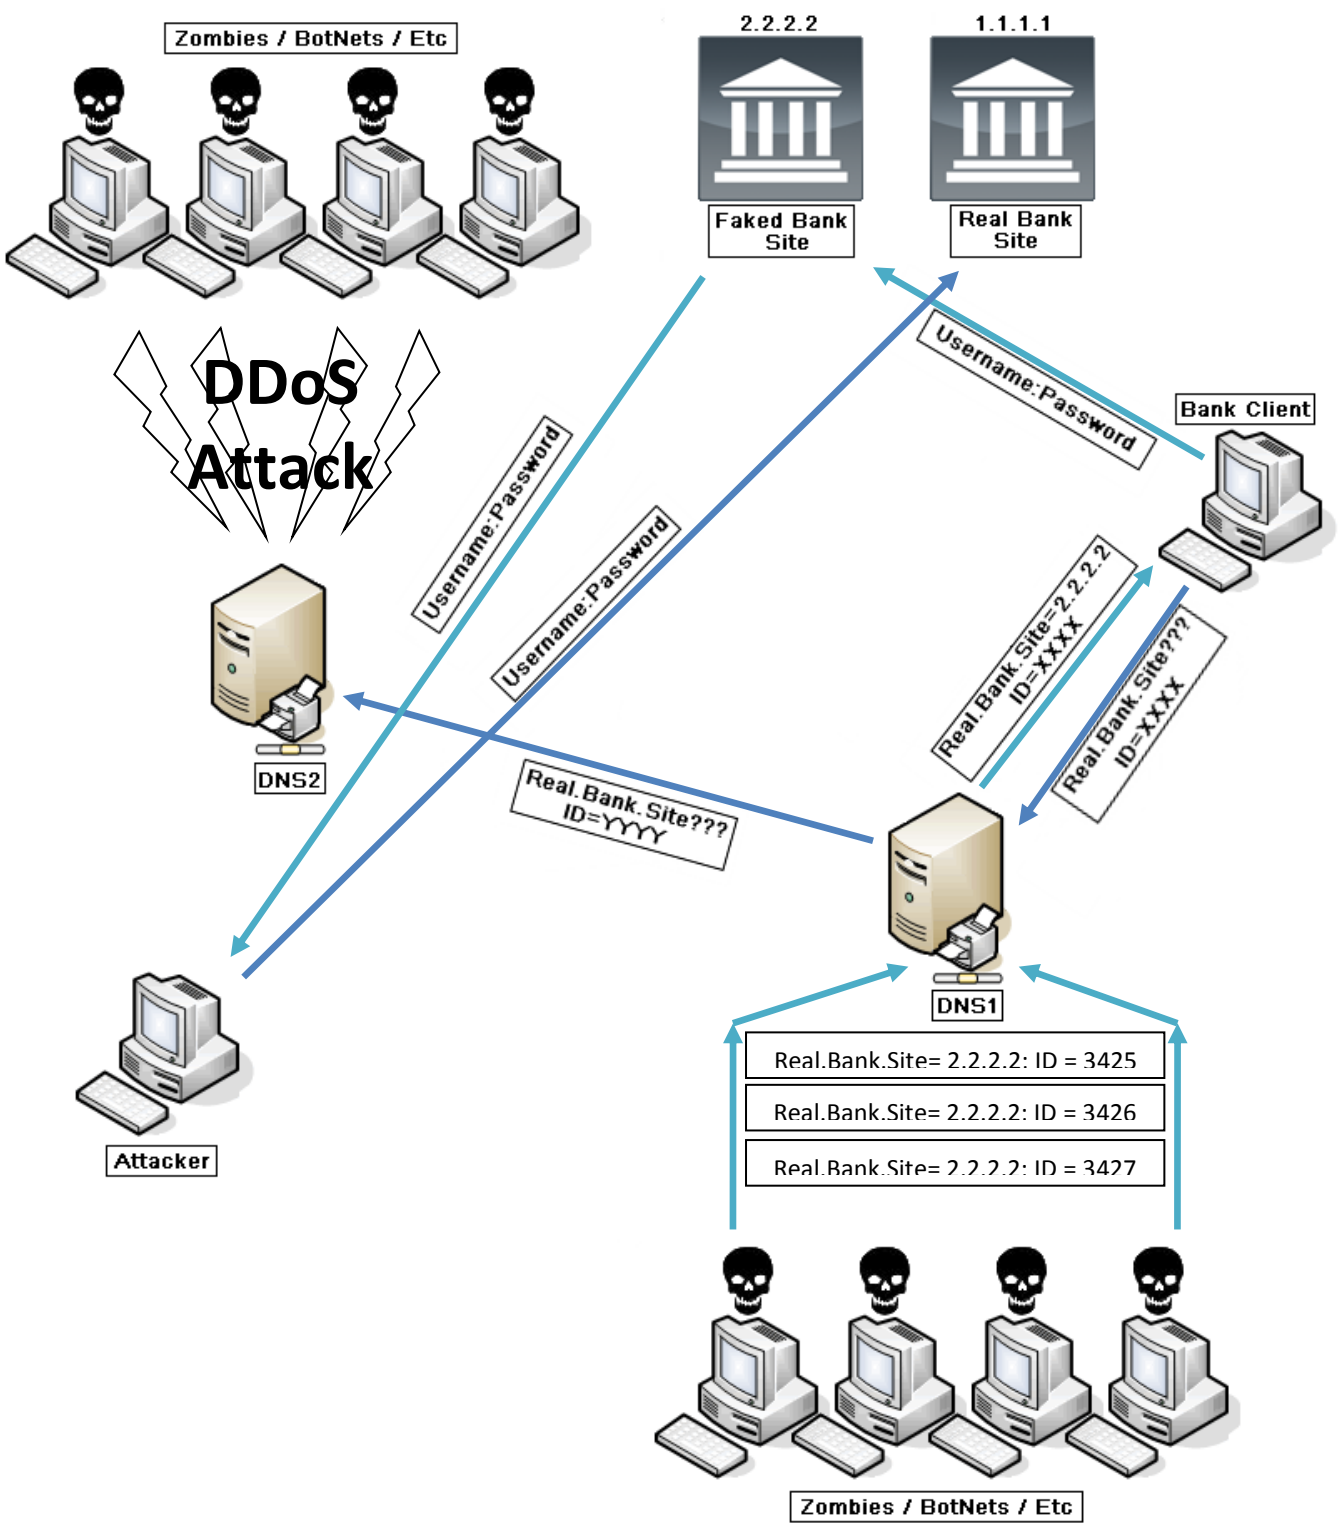 Zombies / BotNets / Etc
2.2.2.2
1.1.1.1
Faked Bank
Site
Real Bank
Site
DDoS
Attack
Username:Password
Bank Client
Username:Password
Username:Password
Real.Bank.Site=2.2.2.2
ID=XXXX
Real.Bank.Site???
ID=XXXX
DNS2
Real.Bank.Site???
ID=YYYY
DNS1
Real.Bank.Site= 2.2.2.2: ID = 3425
Real.Bank.Site= 2.2.2.2: ID = 3426
Real.Bank.Site= 2.2.2.2: ID = 3427
Attacker
Zombies / BotNets / Etc